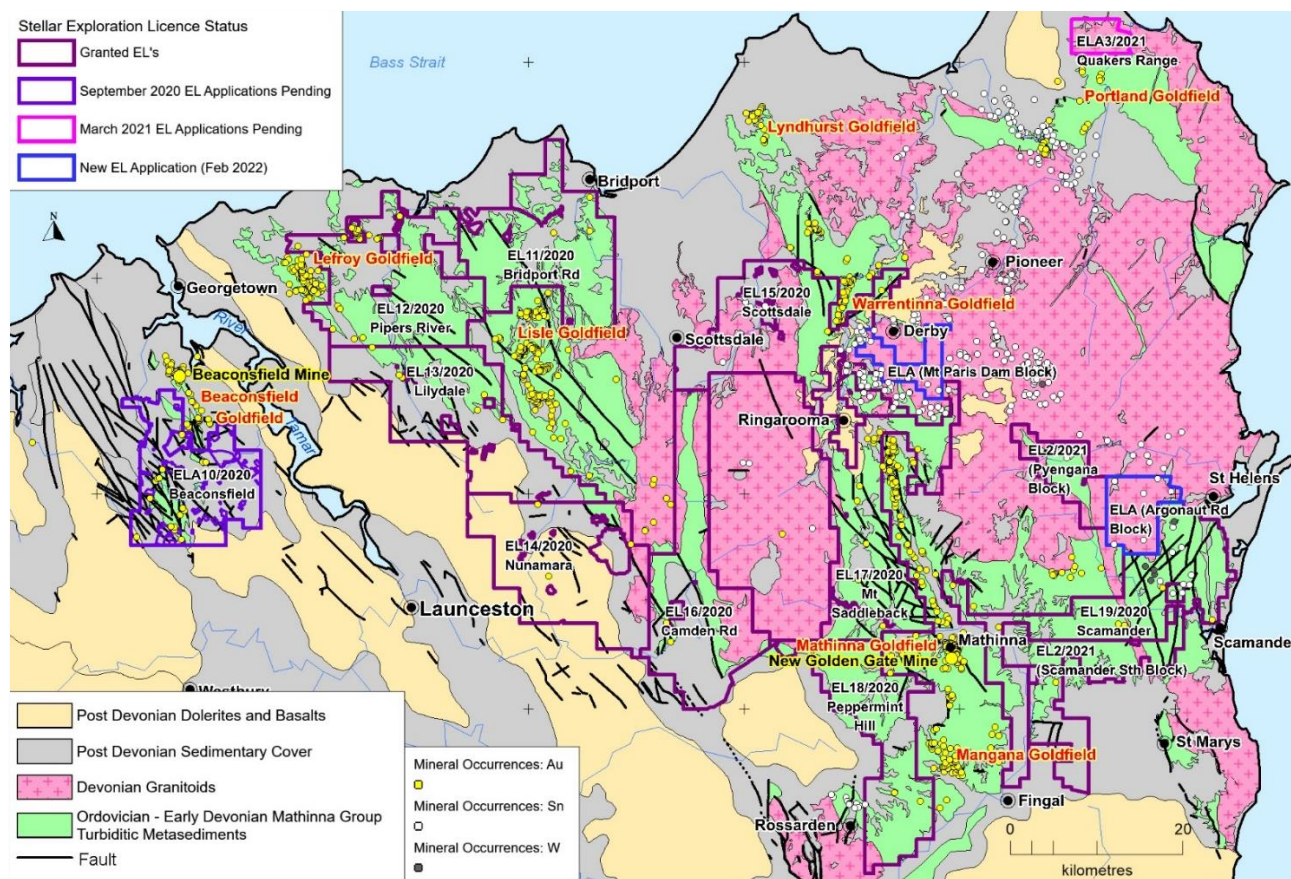 Stellar Exploration Licence Status
Granted EL's
September 2020 EL Applications Pending
March 2021 EL Applications Pending
New EL Application (Feb 2022)
Bass Strait
ELA3/2021
Quakers Range
Portland Goldfield
Lyndhurst Goldfield
Bridport
N
Georgetown
Lefroy Goldfield
EL11/2020
Bridport Rd
Pioneer
EL12/2020
Pipers River
EL15/2020
Scottsdale
Warrentinna Goldfield
River
Lisle Goldfield
Scottsdale
Derby
Beaconsfield Mine
Beaconsfield
Goldfield
Tamar
EL13/2020
Lilydale
ELA (Mt Paris Dam Block)
Ringarooma
ELA10/2020
Beaconsfield
EL2/2021
(Pyengana
Block)
St Helens
ELA (Argonaut Rd
Block)
EL14/2020
Nunamara
EL17/2020
Mt
Saddleback
Launceston
EL16/2020
Camden Rd
EL19/2020
Scamander
Scamander
Mathinna Goldfield
Mathinna
New Golden Gate Mine
EL2/2021
(Scamander Sth Block)
Westbury
EL18/2020
Peppermint
Hill
St Marys
Mangana Goldfield
Fingal
Rossarden
0 20
kilometres
Post Devonian Dolerites and Basalts
Post Devonian Sedimentary Cover
Devonian Granitoids
Ordovician - Early Devonian Mathinna Group
Turbiditic Metasediments
Fault
Mineral Occurrences: Au
Mineral Occurrences: Sn
Mineral Occurrences: W